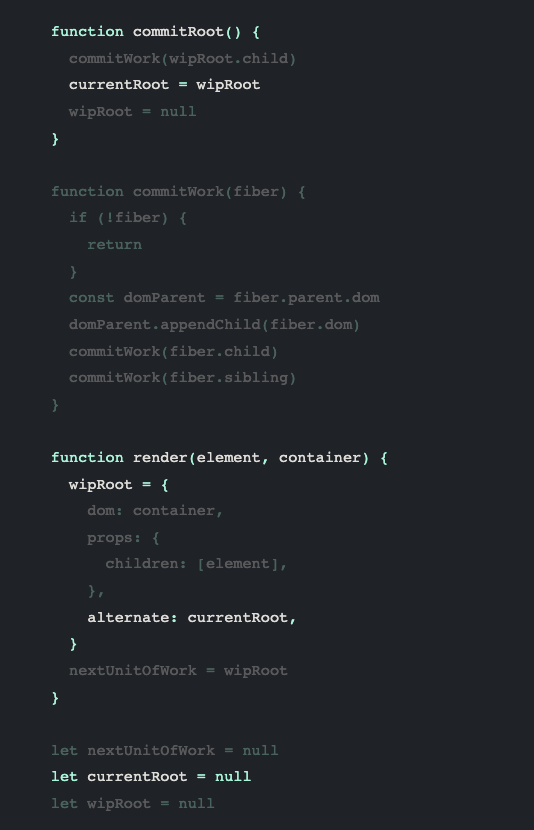 function commitRoot() {
  commitWork(wipRoot.child)
  currentRoot = wipRoot
  wipRoot = null
}

function commitWork(fiber) {
  if (!fiber) {
    return
  }
  const domParent = fiber.parent.dom
  domParent.appendChild(fiber.dom)
  commitWork(fiber.child)
  commitWork(fiber.sibling)
}

function render(element, container) {
  wipRoot = {
    dom: container,
    props: {
      children: [element],
    },
    alternate: currentRoot,
  }
  nextUnitOfWork = wipRoot
}

let nextUnitOfWork = null
let currentRoot = null
let wipRoot = null